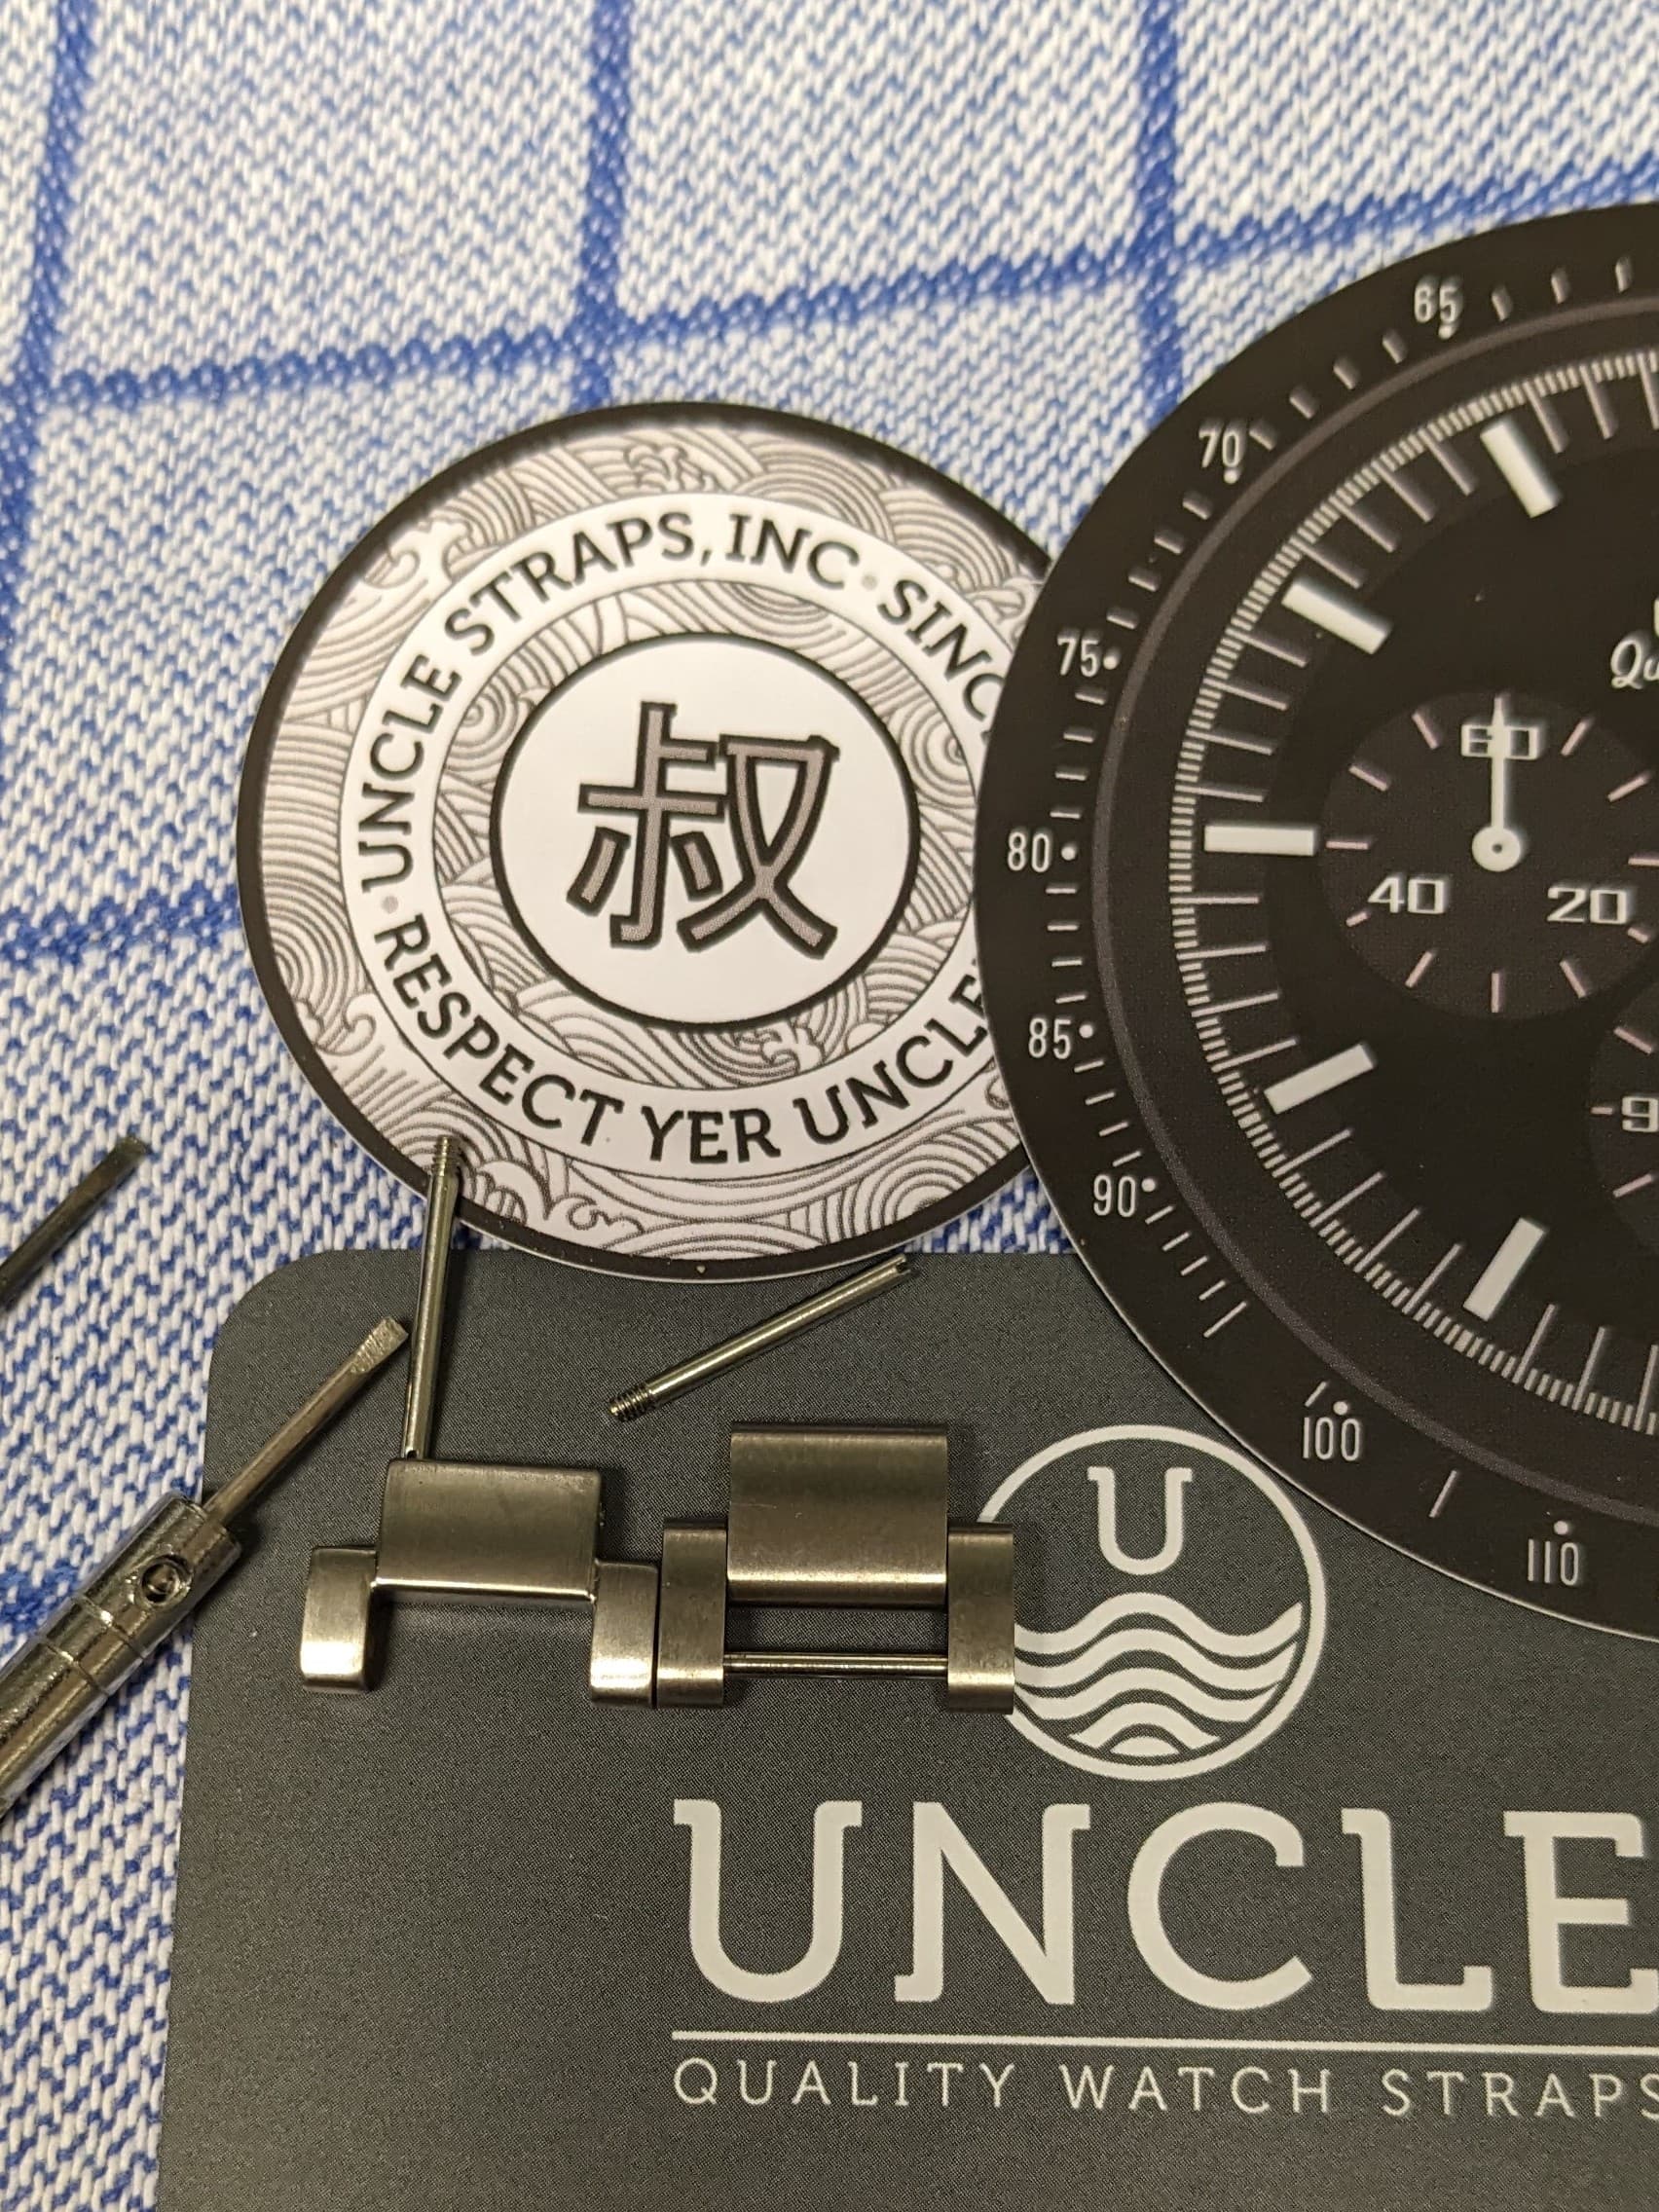 UNCLE STRAPS, INC • SINC
叔
• RESPECT YER UNCLE
65
70
75
80
85
90
100
110
60
40 20
U
UNCLE
QUALITY WATCH STRAPS